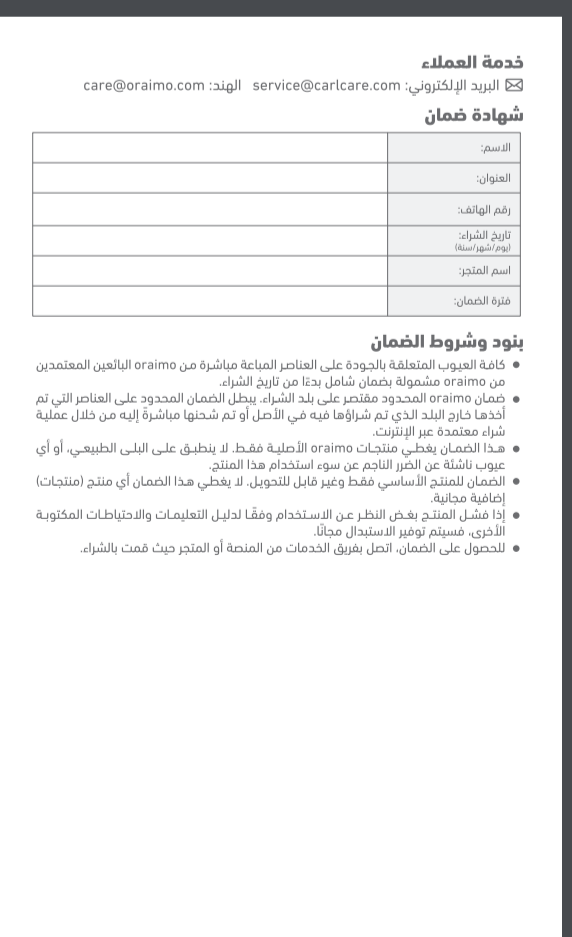 خدمة العملاء
البريد الإلكتروني: service@carlcare.com الهند: care@oraimo.com
شهادة ضمان
الاسم:
العنوان:
رقم الهاتف:
تاريخ الشراء:
(يوم/شهر/سنة)
اسم المتجر:
فترة الضمان:
بنود وشروط الضمان
● كافة العيوب المتعلقة بالجودة على العناصر المباعة مباشرة من oraimo البائعين المعتمدين
من oraimo مشمولة بضمان شامل بدءًا من تاريخ الشراء.
● ضمان oraimo المحدود مقتصر على بلد الشراء. يبطل الضمان المحدود على العناصر التي تم
أخذها خارج البلد الذي تم شراؤها فيه في الأصل أو تم شحنها مباشرةً إليه من خلال عملية
شراء معتمدة عبر الإنترنت.
● هذا الضمان يغطي منتجات oraimo الأصلية فقط. لا ينطبق على البلى الطبيعي، أو أي
عيوب ناشئة عن الضرر الناجم عن سوء استخدام هذا المنتج.
● الضمان للمنتج الأساسي فقط وغير قابل للتحويل. لا يغطي هذا الضمان أي منتج (منتجات)
إضافية مجانية.
● إذا فشل المنتج بغض النظر عن الاستخدام وفقًا لدليل التعليمات والاحتياطات المكتوبة
الأخرى، فسيتم توفير الاستبدال مجانًا.
● للحصول على الضمان، اتصل بفريق الخدمات من المنصة أو المتجر حيث قمت بالشراء.